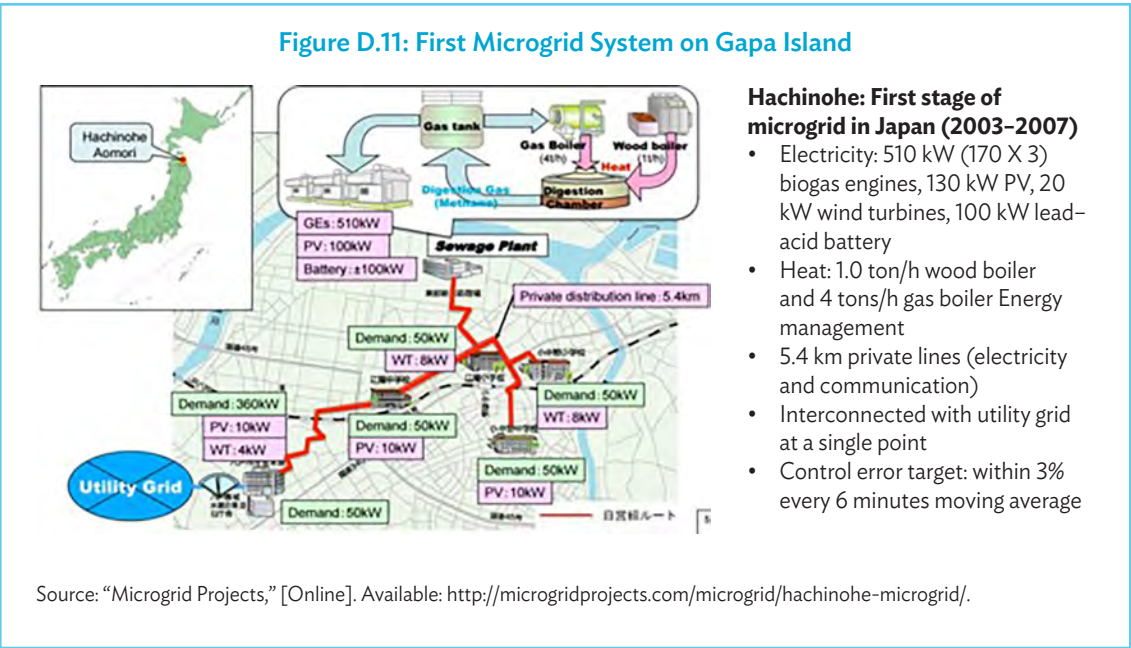 Figure D.11: First Microgrid System on Gapa Island
Hachinohe
Aomori
Gas tank
Gas Boiler
(4t/h)
Wood boiler
(1t/h)
Heat
Digestion Gas
(Methane)
Digestion
Chamber
GEs: 510kW
PV: 100kW
Battery: ±100kW
Sewage Plant
Private distribution line: 5.4km
Demand: 50kW
WT: 8kW
Demand: 360kW
PV: 10kW
WT: 4kW
Demand: 50kW
PV: 10kW
Demand: 50kW
WT: 8kW
Demand: 50kW
PV: 10kW
Utility Grid
Demand: 50kW
Hachinohe: First stage of
microgrid in Japan (2003–2007)
• Electricity: 510 kW (170 X 3)
biogas engines, 130 kW PV, 20
kW wind turbines, 100 kW lead–
acid battery
• Heat: 1.0 ton/h wood boiler
and 4 tons/h gas boiler Energy
management
• 5.4 km private lines (electricity
and communication)
• Interconnected with utility grid
at a single point
• Control error target: within 3%
every 6 minutes moving average
Source: “Microgrid Projects,” [Online]. Available: http://microgridprojects.com/microgrid/hachinohe-microgrid/.